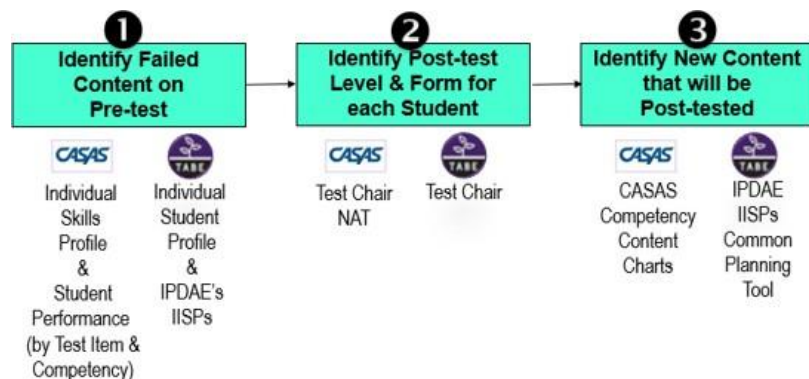 1
Identify Failed
Content on
Pre-test
2
Identify Post-test
Level & Form for
each Student
3
Identify New Content
that will be
Post-tested
CASAS
Individual
Skills
Profile
&
Student
Performance
(by Test Item &
Competency)
TABE
Individual
Student
Profile
&
IPDAE's
IISPs
CASAS
Test Chair
NAT
TABE
Test Chair
CASAS
CASAS
Competency
Content
Charts
TABE
IPDAE
IISPs
Common
Planning
Tool